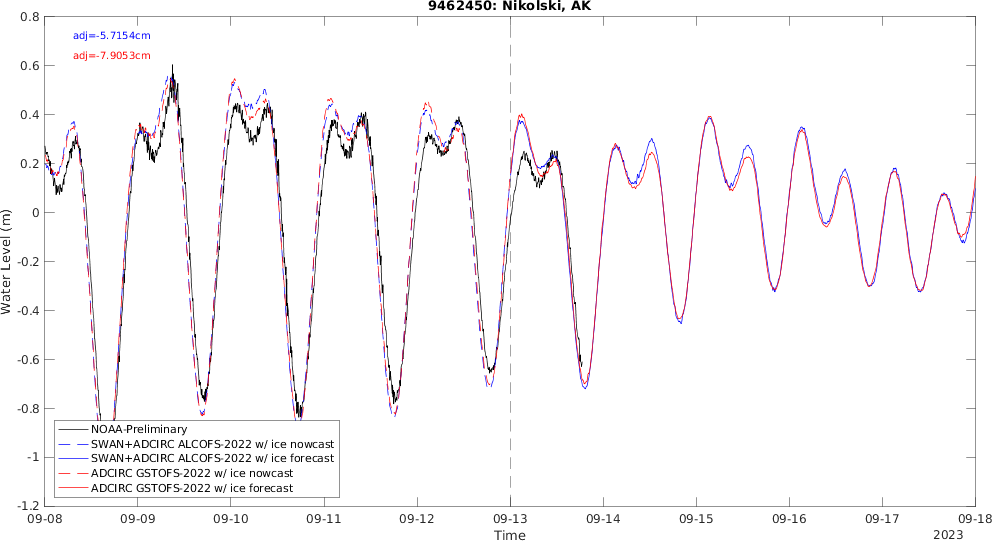 9462450: Nikolski, AK
adj=-5.7154cm
adj=-7.9053cm
Water Level (m)
0.8
0.6
0.4
0.2
0
-0.2
-0.4
-0.6
-0.8
-1
-1.2
NOAA-Preliminary
SWAN+ADCIRC ALCOFS-2022 w/ ice nowcast
SWAN+ADCIRC ALCOFS-2022 w/ ice forecast
ADCIRC GSTOFS-2022 w/ ice nowcast
ADCIRC GSTOFS-2022 w/ ice forecast
09-08 09-09 09-10 09-11 09-12 09-13 09-14 09-15 09-16 09-17 09-18
Time
2023